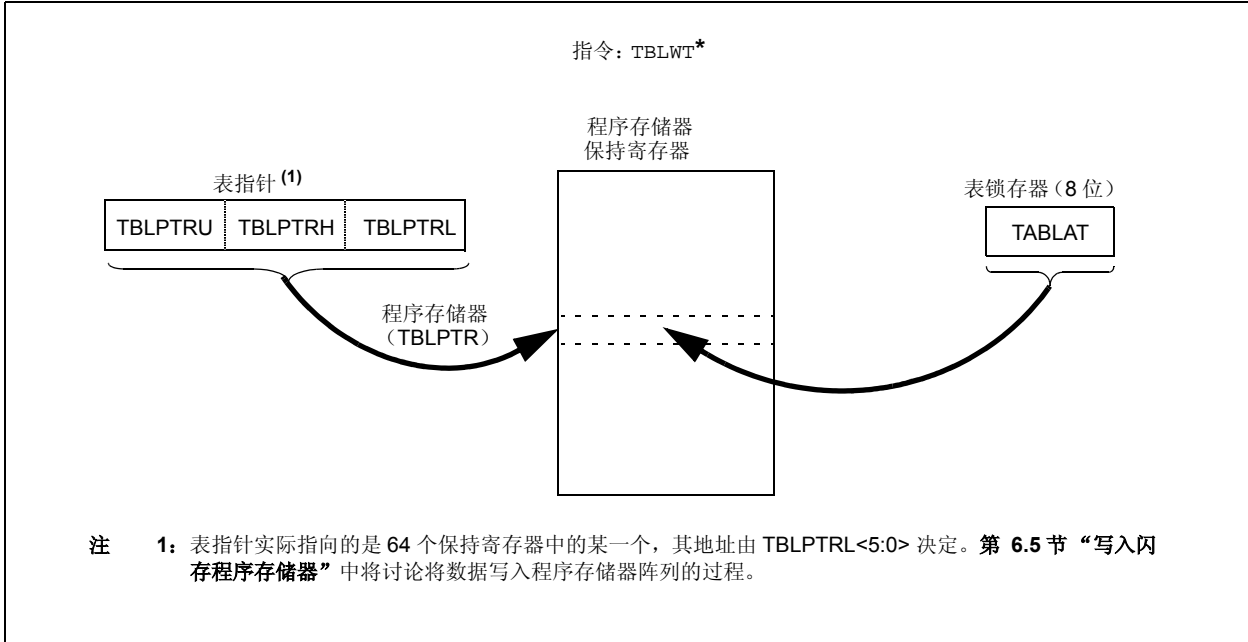 指令：TBLWT*
程序存储器
保持寄存器
表指针(1)
表锁存器（8 位）
TBLPTRU TBLPTRH TBLPTRL
TABLAT
程序存储器
（TBLPTR）
注 1：表指针实际指向的是 64 个保持寄存器中的某一个，其地址由 TBLPTRL<5:0> 决定。第 6.5 节“写入闪
存程序存储器”中将讨论将数据写入程序存储器阵列的过程。